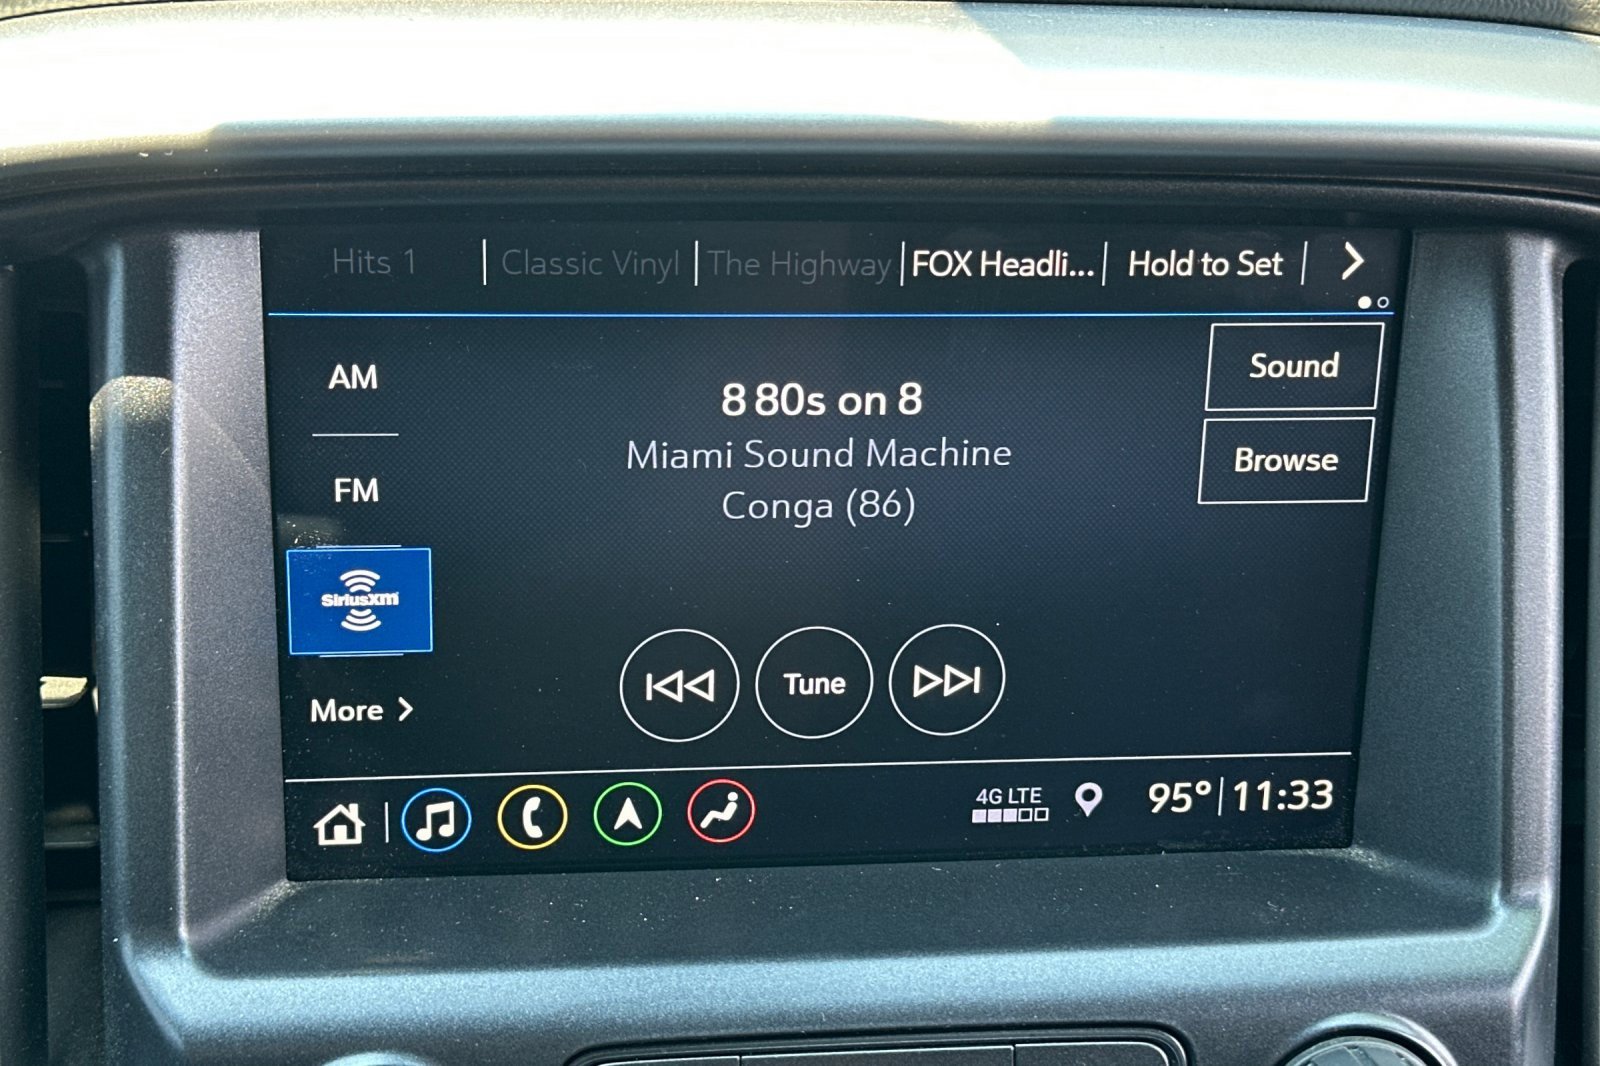 Hits 1 | Classic Vinyl | The Highway | FOX Headli... | Hold to Set |
AM
FM
SiriusXM
More
8 80s on 8
Miami Sound Machine
Conga (86)
Sound
Browse
Tune
4G LTE
95° | 11:33